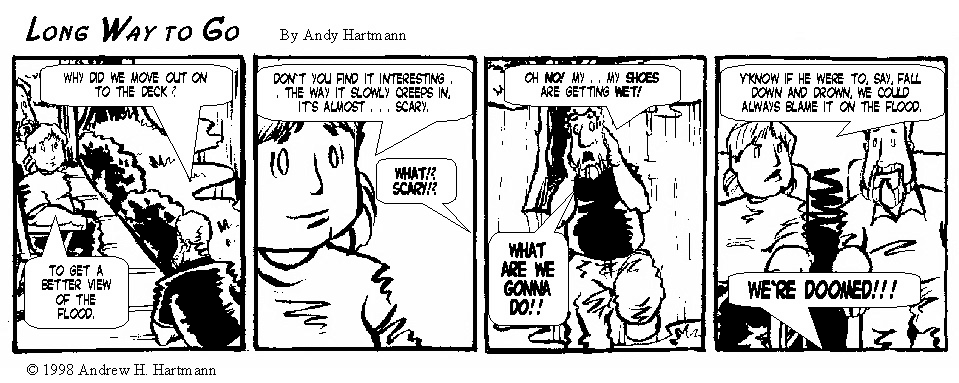 LONG WAY TO GO
By Andy Hartmann
WHY DID WE MOVE OUT ON
TO THE DECK?
TO GET A
BETTER VIEW
OF THE
FLOOD.
DON'T YOU FIND IT INTERESTING .
. THE WAY IT SLOWLY CREEPS IN,
IT'S ALMOST . . . SCARY.
WHAT!?
SCARY!?
OH NO! MY . . MY SHOES
ARE GETTING WET!
WHAT
ARE WE
GONNA
DO!!
Y'KNOW IF HE WERE TO, SAY, FALL
DOWN AND DROWN, WE COULD
ALWAYS BLAME IT ON THE FLOOD.
WE'RE DOOMED!!!
© 1998 Andrew H. Hartmann